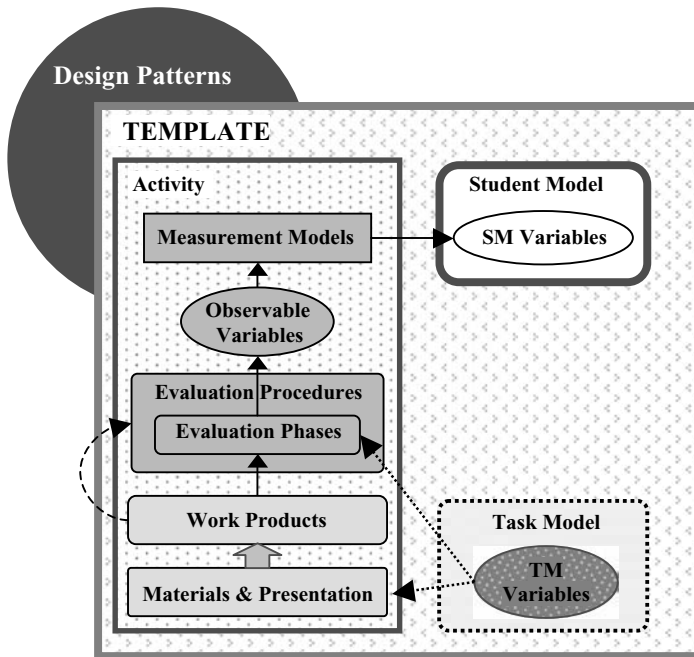 Design Patterns
TEMPLATE
Activity
Student Model
Measurement Models
SM Variables
Observable
Variables
Evaluation Procedures
Evaluation Phases
Work Products
Task Model
Materials & Presentation
TM
Variables